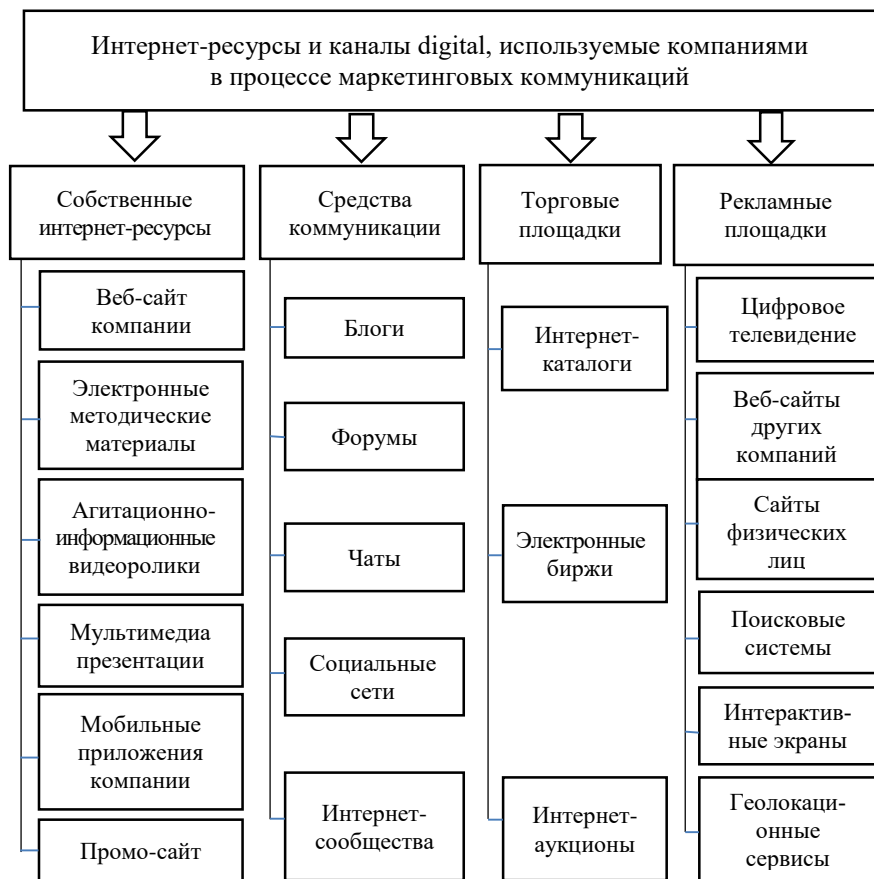 Интернет-ресурсы и каналы digital, используемые компаниями
в процессе маркетинговых коммуникаций
Собственные
интернет-ресурсы
Веб-сайт
компании
Электронные
методические
материалы
Агитационно-
информационные
видеоролики
Мультимедиа
презентации
Мобильные
приложения
компании
Промо-сайт
Средства
коммуникации
Блоги
Форумы
Чаты
Социальные
сети
Интернет-
сообщества
Торговые
площадки
Интернет-
каталоги
Электронные
биржи
Интернет-
аукционы
Рекламные
площадки
Цифровое
телевидение
Веб-сайты
других
компаний
Сайты
физических
лиц
Поисковые
системы
Интерактив-
ные экраны
Геолокаци-
онные
сервисы